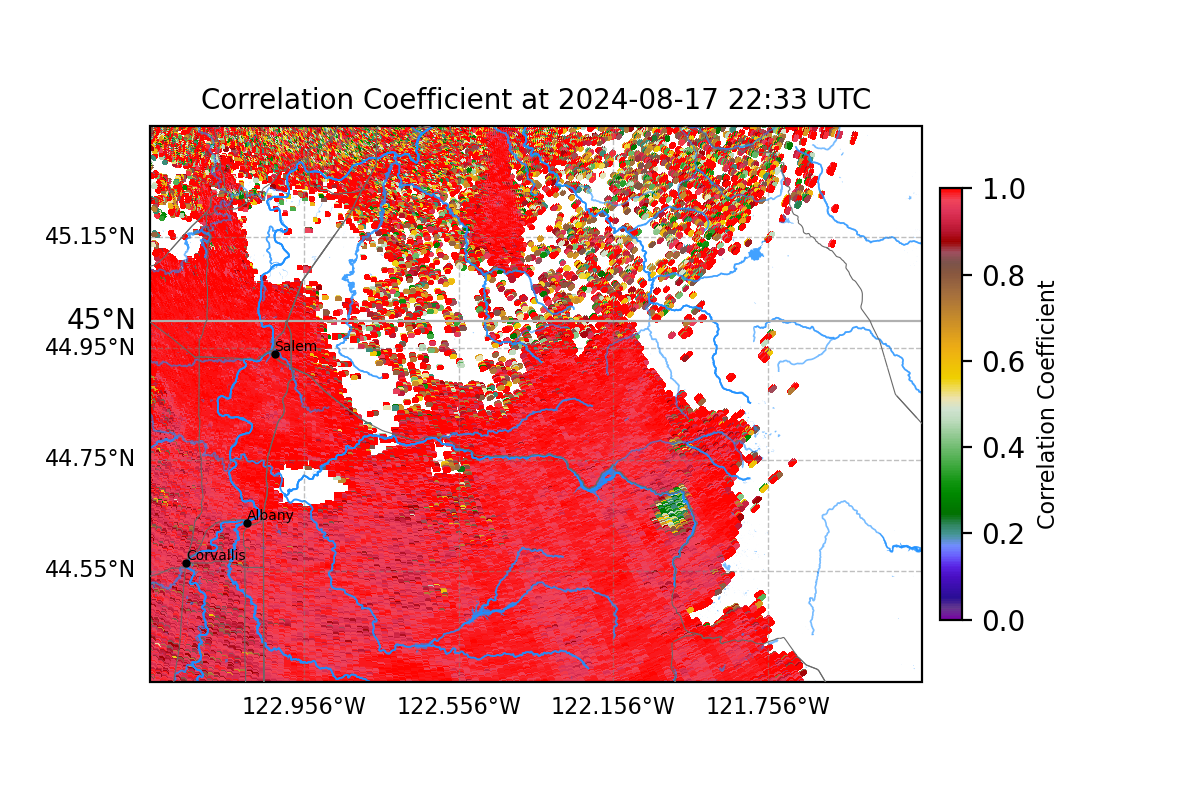 Correlation Coefficient at 2024-08-17 22:33 UTC
1.0
45.15°N
0.8
45°N
Salem
44.95°N
0.6
Correlation Coefficient
44.75°N
0.4
Albany
0.2
Corvallis
44.55°N
0.0
122.956°W
122.556°W
122.156°W
121.756°W